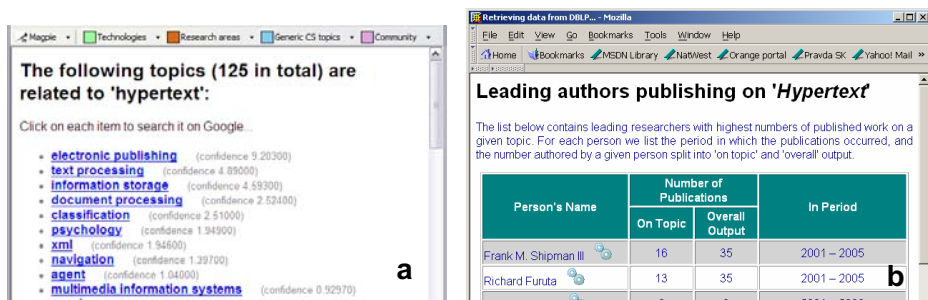 Magpie Technologies Research areas Generic CS topics Community
The following topics (125 in total) are
related to 'hypertext':
Click on each item to search it on Google...
electronic publishing (confidence 9.20300)
text processing (confidence 4.89000)
information storage (confidence 4.59300)
document processing (confidence 2.52400)
classification (confidence 2.51000)
psychology (confidence 1.94900)
xml (confidence 1.94600)
navigation (confidence 1.39700)
agent (confidence 1.04000)
multimedia information systems (confidence 0.92970)
a
Retrieving data from DBLP... - Mozilla
File Edit View Go Bookmarks Tools Window Help
Home Bookmarks MSDN Library NatWest Orange portal Pravda SK Yahoo! Mail »
Leading authors publishing on 'Hypertext'
The list below contains leading researchers with highest numbers of published work on a
given topic. For each person we list the period in which the publications occurred, and
the number authored by a given person split into 'on topic' and 'overall' output.
Person's Name
Number of
Publications
In Period
On Topic
Overall
Output
Frank M. Shipman III 16 35 2001 – 2005
Richard Furuta 13 35 2001 – 2005
b